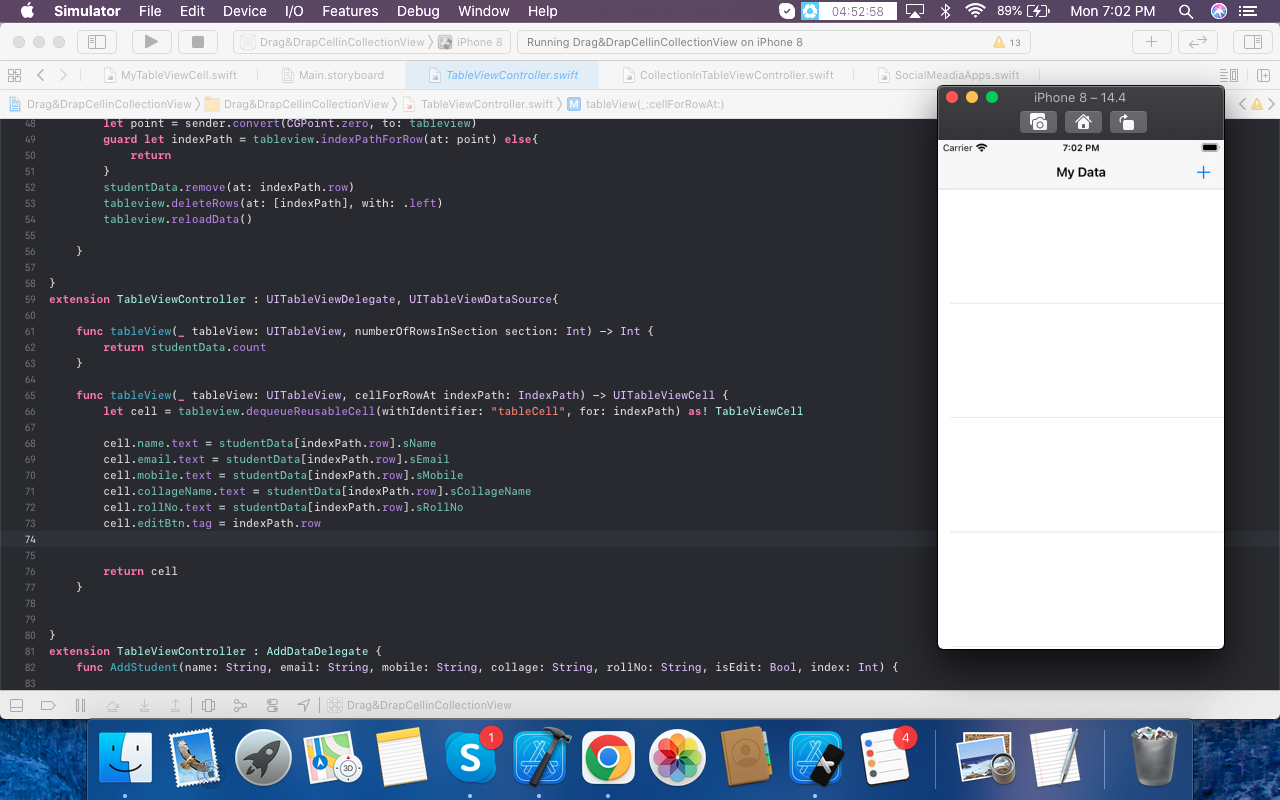 Simulator File Edit Device I/O Features Debug Window Help 04:52:58 89% Mon 7:02 PM
Drag&DrapCellinCollectionView iPhone 8 Running Drag&DrapCellinCollectionView on iPhone 8 13
MyTableViewCell.swift Main.storyboard TableViewController.swift CollectionInTableViewController.swift SocialMeadiaApps.swift
Drag&DrapCellinCollectionView Drag&DrapCellinCollectionView TableViewController.swift M tableView(_:cellForRowAt:)
48 let point = sender.convert(CGPoint.zero, to: tableview)
49 guard let indexPath = tableview.indexPathForRow(at: point) else{
50 return
51 }
52 studentData.remove(at: indexPath.row)
53 tableview.deleteRows(at: [indexPath], with: .left)
54 tableview.reloadData()
55
56 }
57
58 }
59 extension TableViewController : UITableViewDelegate, UITableViewDataSource{
60
61 func tableView(_ tableView: UITableView, numberOfRowsInSection section: Int) -> Int {
62 return studentData.count
63 }
64
65 func tableView(_ tableView: UITableView, cellForRowAt indexPath: IndexPath) -> UITableViewCell {
66 let cell = tableview.dequeueReusableCell(withIdentifier: "tableCell", for: indexPath) as! TableViewCell
67
68 cell.name.text = studentData[indexPath.row].sName
69 cell.email.text = studentData[indexPath.row].sEmail
70 cell.mobile.text = studentData[indexPath.row].sMobile
71 cell.collageName.text = studentData[indexPath.row].sCollageName
72 cell.rollNo.text = studentData[indexPath.row].sRollNo
73 cell.editBtn.tag = indexPath.row
74
75
76 return cell
77 }
78
79
80 }
81 extension TableViewController : AddDataDelegate {
82 func AddStudent(name: String, email: String, mobile: String, collage: String, rollNo: String, isEdit: Bool, index: Int) {
83
iPhone 8 – 14.4
Carrier 7:02 PM
My Data +
Drag&DrapCellinCollectionView
3D
S
1
4